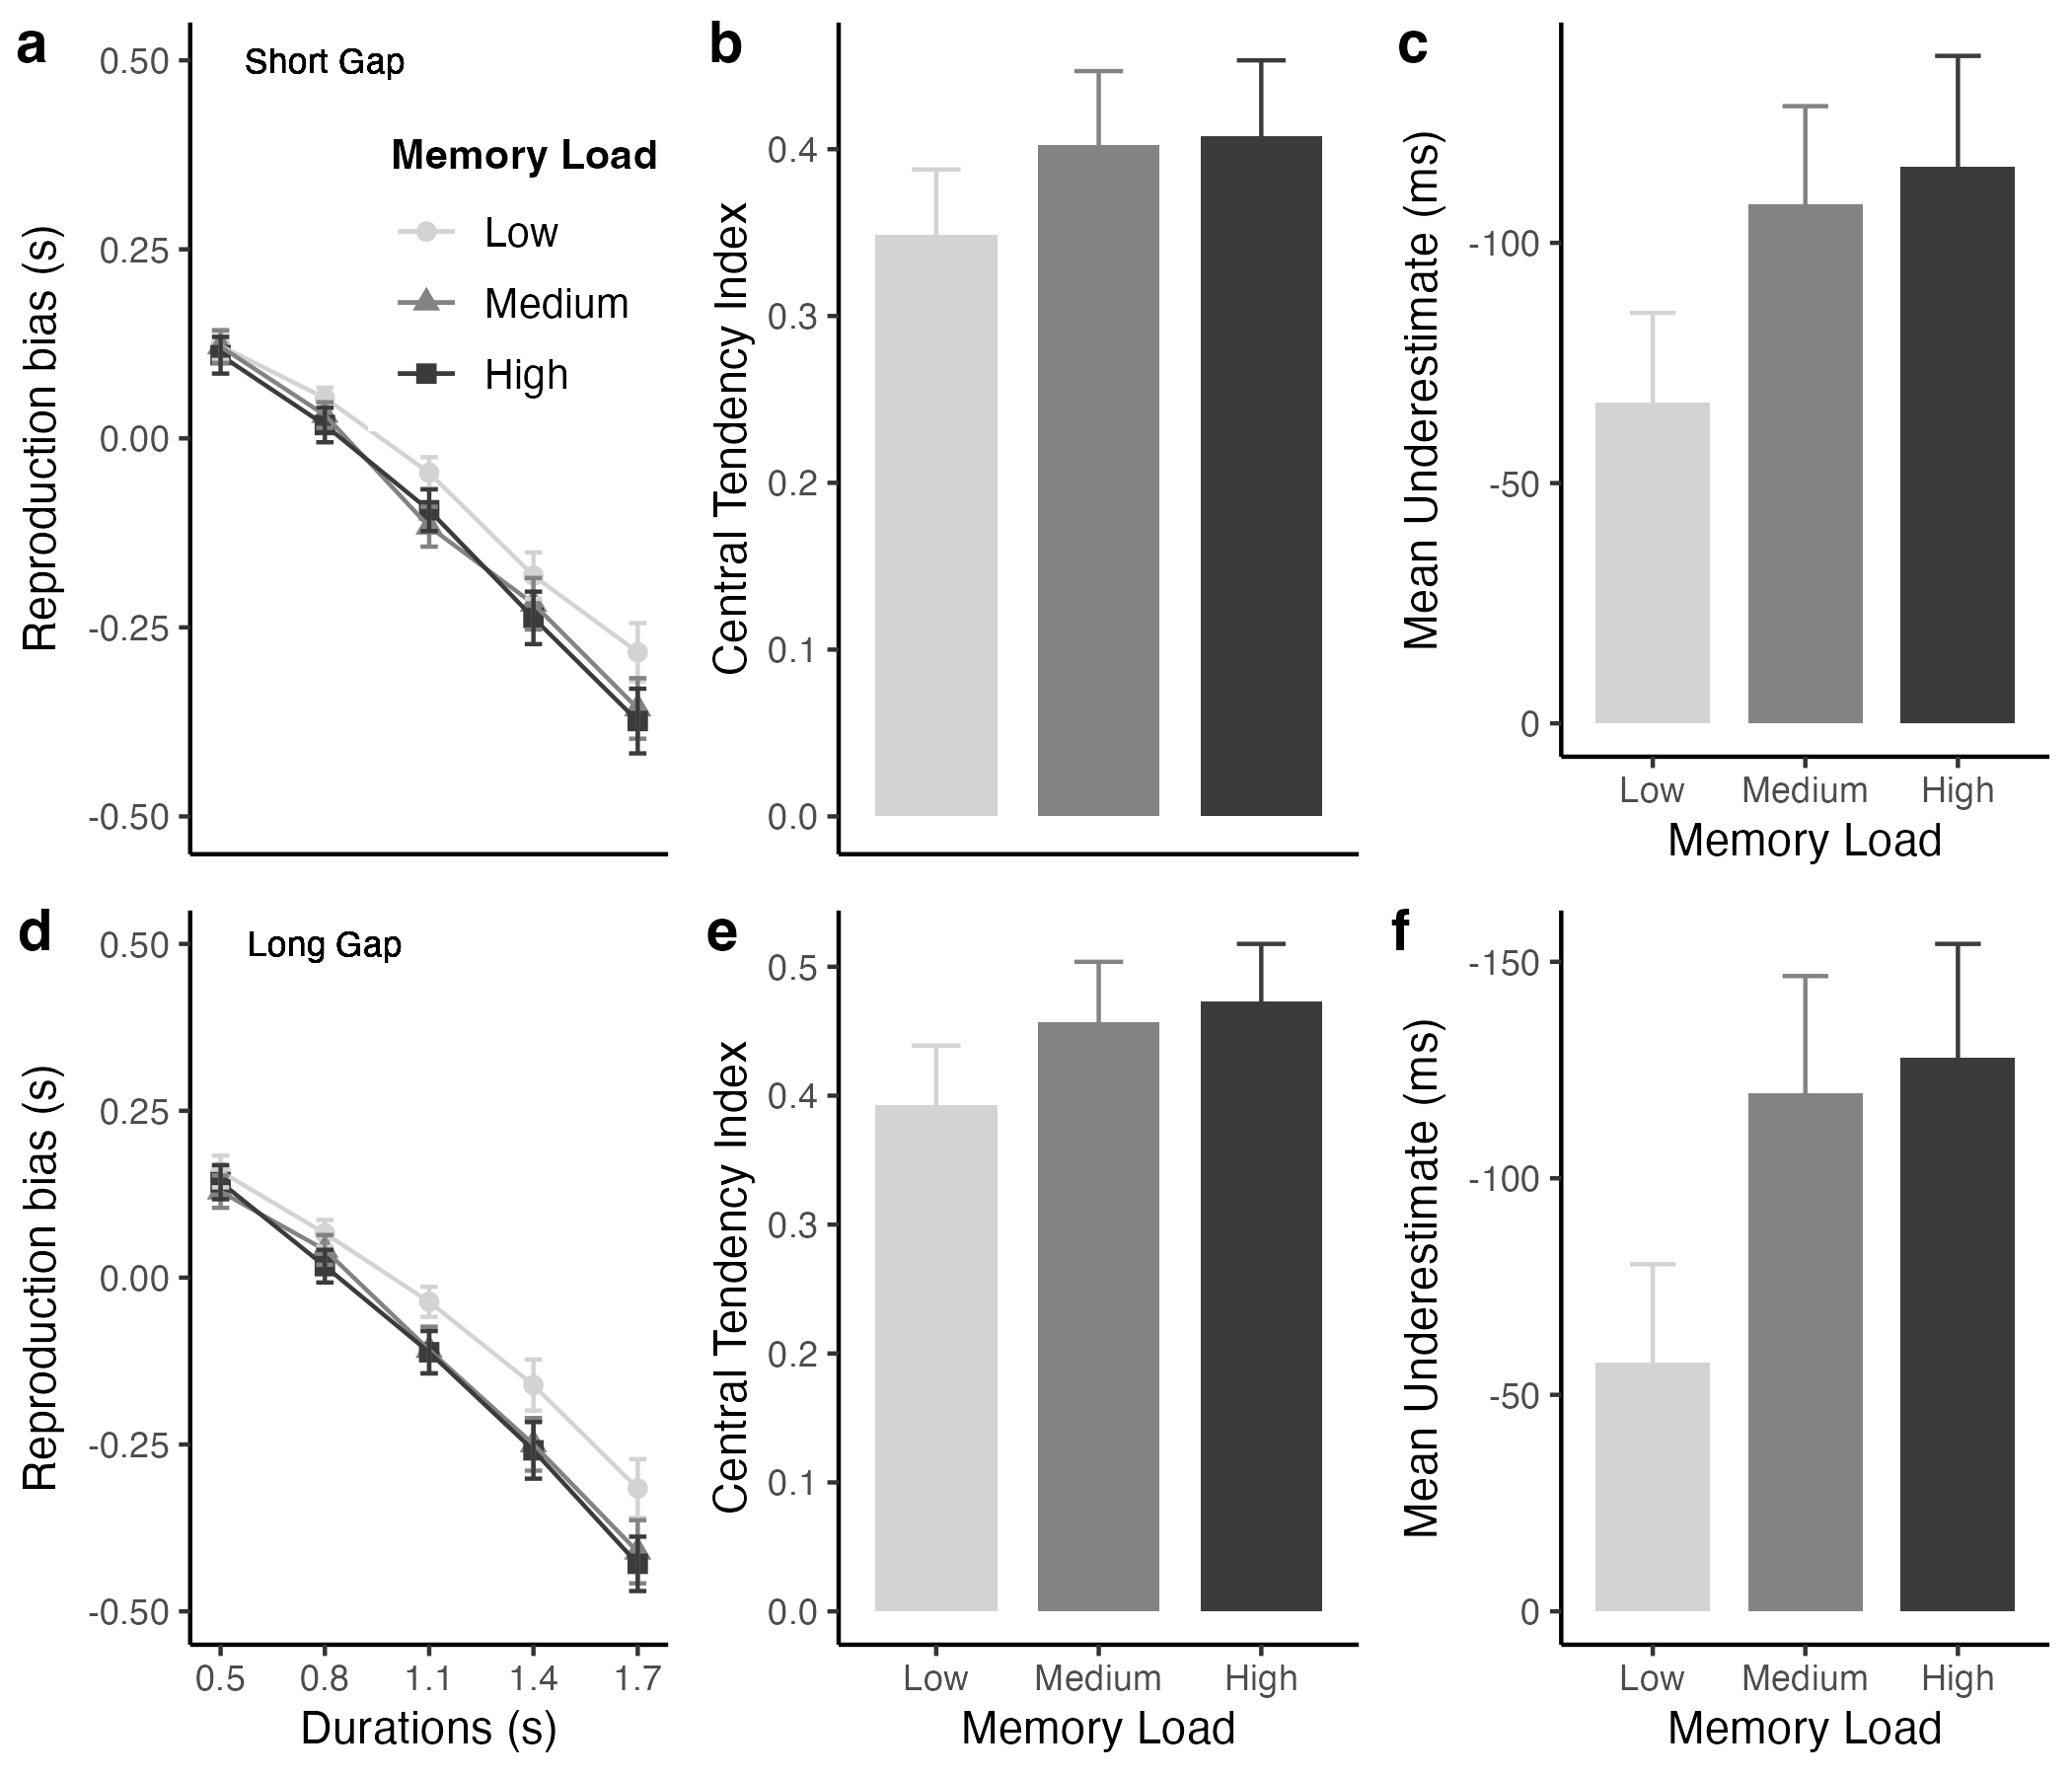 a
Short Gap
Reproduction bias (s)
0.50
0.25
0.00
-0.25
-0.50
Memory Load
Low
Medium
High
b
Central Tendency Index
0.4
0.3
0.2
0.1
0.0
c
Mean Underestimate (ms)
-100
-50
0
Low Medium High
Memory Load
d
Long Gap
Reproduction bias (s)
0.50
0.25
0.00
-0.25
-0.50
0.5 0.8 1.1 1.4 1.7
Durations (s)
e
Central Tendency Index
0.5
0.4
0.3
0.2
0.1
0.0
Low Medium High
Memory Load
f
Mean Underestimate (ms)
-150
-100
-50
0
Low Medium High
Memory Load